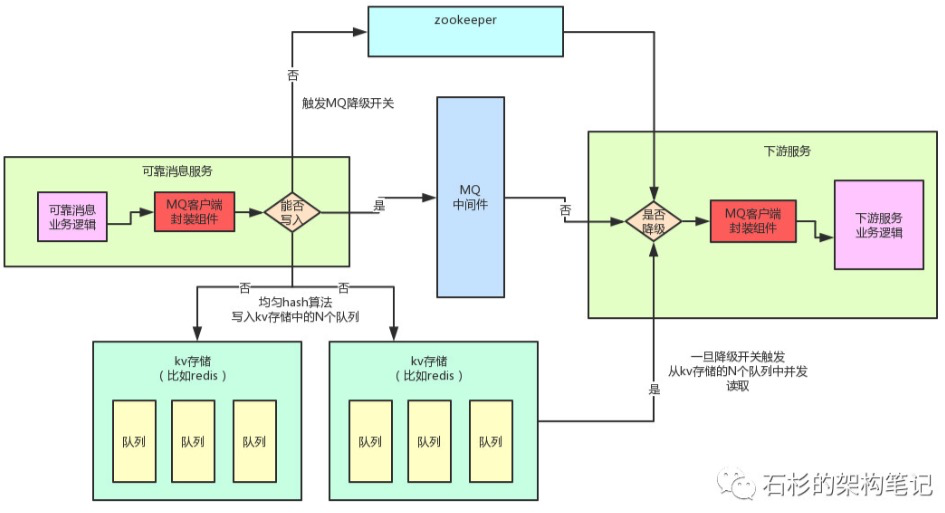 zookeeper
否
触发MQ降级开关
可靠消息服务
可靠消息
业务逻辑
MQ客户端
封装组件
能否
写入
是
MQ
中间件
否
下游服务
是否
降级
MQ客户端
封装组件
下游服务
业务逻辑
否
否
均匀hash算法
写入kv存储中的N个队列
kv存储
（比如redis）
队列
队列
队列
kv存储
（比如redis）
队列
队列
队列
一旦降级开关触发
从kv存储的N个队列中并发
读取
是
石杉的架构笔记